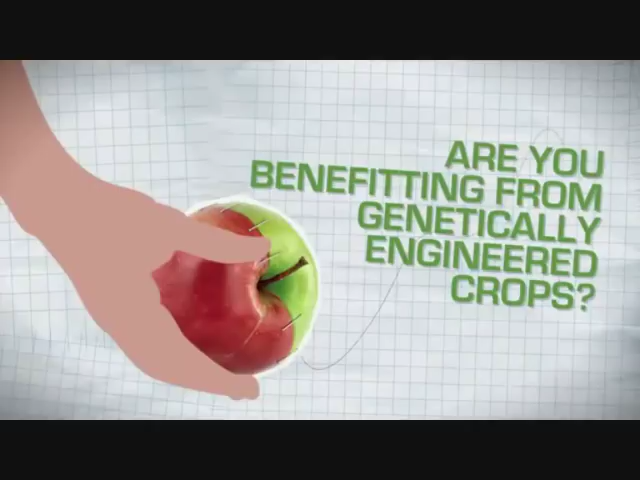 ARE YOU
BENEFITTING FROM
GENETICALLY
ENGINEERED
CROPS?